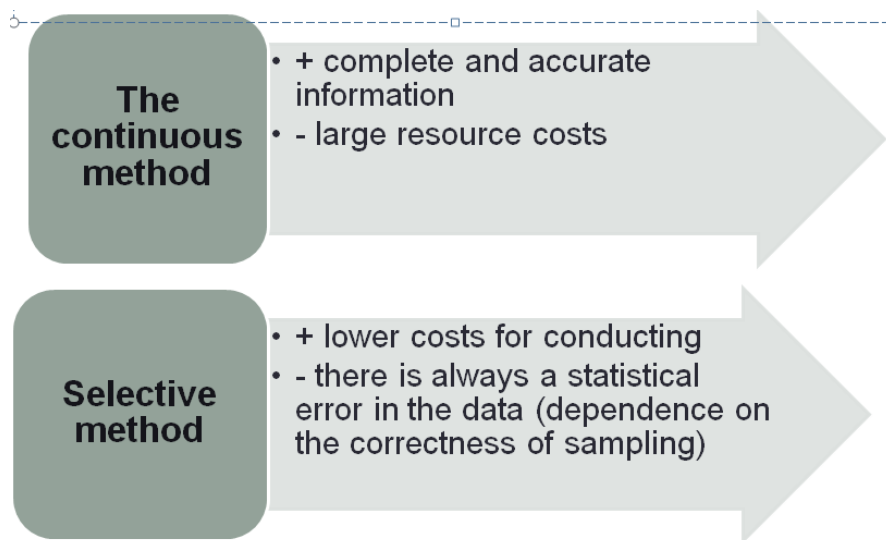 The
continuous
method
• + complete and accurate
information
• - large resource costs
Selective
method
• + lower costs for conducting
• - there is always a statistical
error in the data (dependence on
the correctness of sampling)